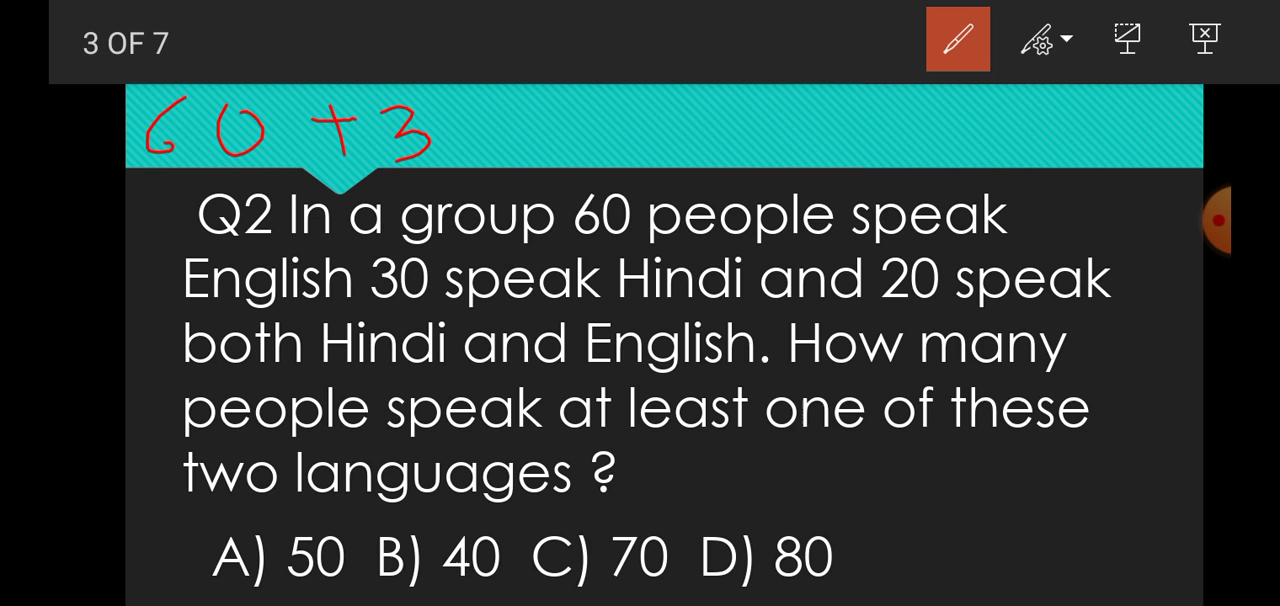 3 OF 7
60 + 3
Q2 In a group 60 people speak
English 30 speak Hindi and 20 speak
both Hindi and English. How many
people speak at least one of these
two languages ?
A) 50 B) 40 C) 70 D) 80